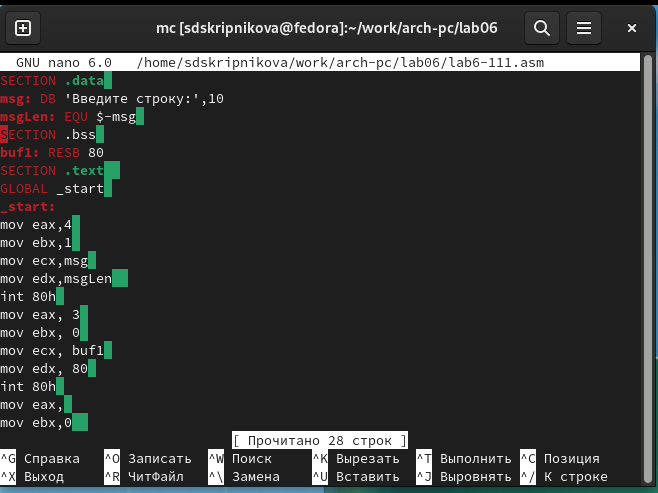 mc [sdskripnikova@fedora]:~/work/arch-pc/lab06
GNU nano 6.0 /home/sdskripnikova/work/arch-pc/lab06/lab6-111.asm
SECTION .data
msg: DB 'Введите строку:',10
msgLen: EQU $-msg
SECTION .bss
buf1: RESB 80
SECTION .text
GLOBAL _start
_start:
mov eax,4
mov ebx,1
mov ecx,msg
mov edx,msgLen
int 80h
mov eax, 3
mov ebx, 0
mov ecx, buf1
mov edx, 80
int 80h
mov eax,
mov ebx,0
[ Прочитано 28 строк ]
^G Справка ^O Записать ^W Поиск ^K Вырезать ^T Выполнить ^C Позиция
^X Выход ^R ЧитФайл ^\ Замена ^U Вставить ^J Выровнять ^/ К строке